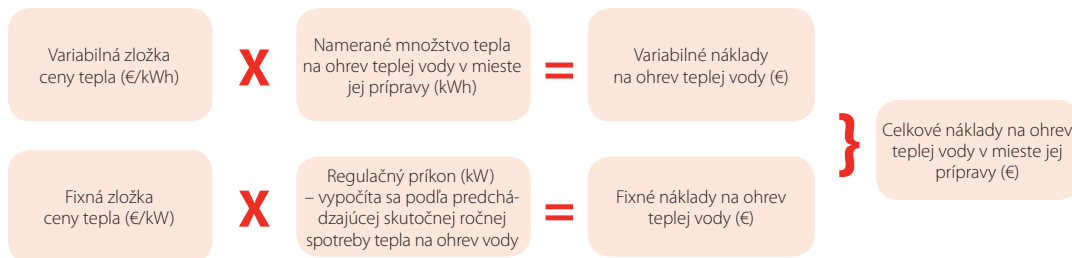 Variabilná zložka
ceny tepla (€/kWh)
X
Namerané množstvo tepla
na ohrev teplej vody v mieste
jej prípravy (kWh)
=
Variabilné náklady
na ohrev teplej vody (€)
Fixná zložka
ceny tepla (€/kW)
X
Regulačný príkon (kW)
– vypočíta sa podľa predchá-
dzajúcej skutočnej ročnej
spotreby tepla na ohrev vody
=
Fixné náklady na ohrev
teplej vody (€)
}
Celkové náklady na ohrev
teplej vody v mieste jej
prípravy (€)